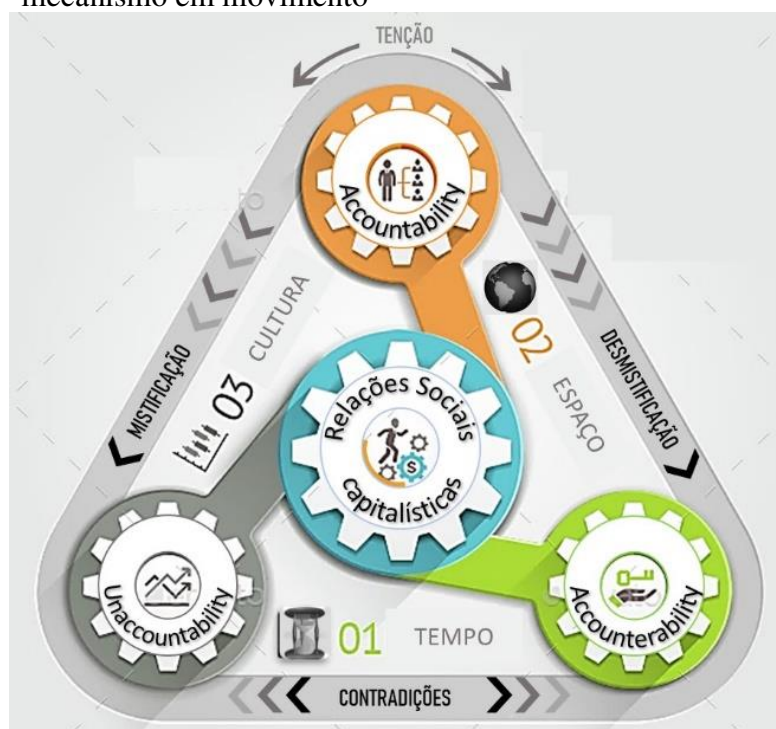 mecanismo em movimento
TENÇÃO
Accountability
MISTIFICAÇÃO
03 CULTURA
02 ESPAÇO
DESMISTIFICAÇÃO
Relações Sociais
capitalísticas
$
Unaccountability
Accounterability
01 TEMPO
CONTRADIÇÕES